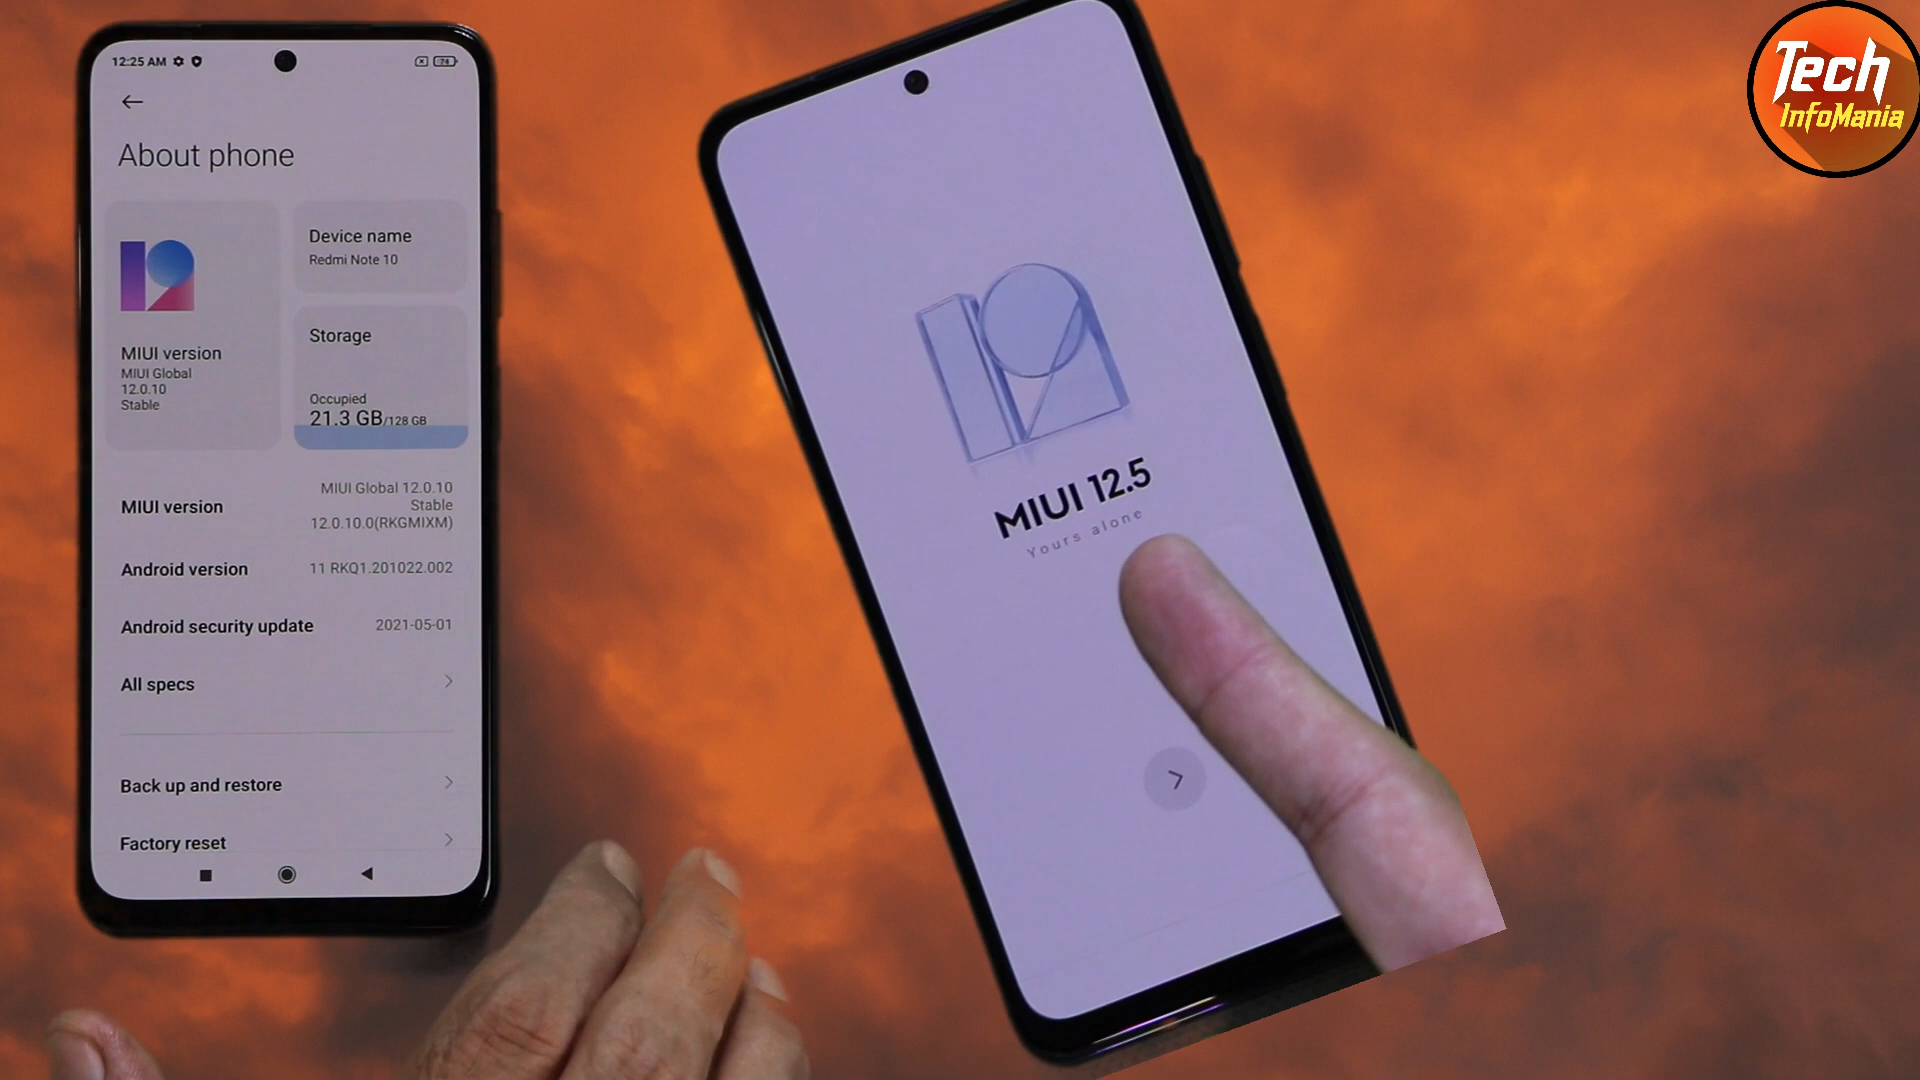 12:25 AM
74
About phone
MIUI version
MIUI Global
12.0.10
Stable
Device name
Redmi Note 10
Storage
Occupied
21.3 GB/128 GB
MIUI version
MIUI Global 12.0.10
Stable
12.0.10.0(RKGMIXM)
Android version
11 RKQ1.201022.002
Android security update
2021-05-01
All specs
Back up and restore
Factory reset
MIUI 12.5
Yours alone
Tech
InfoMania